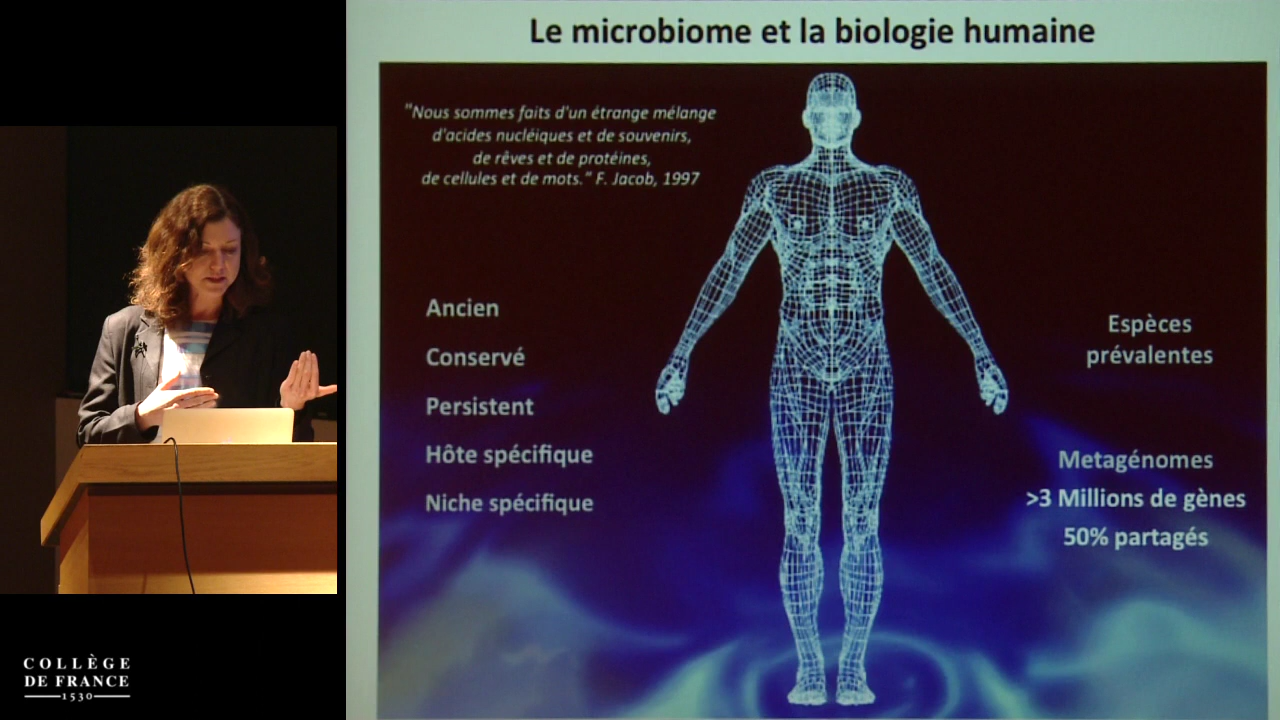 Le microbiome et la biologie humaine
"Nous sommes faits d'un étrange mélange
d'acides nucléiques et de souvenirs,
de rêves et de protéines,
de cellules et de mots." F. Jacob, 1997
Ancien
Conservé
Persistent
Hôte spécifique
Niche spécifique
Espèces
prévalentes
Metagénomes
>3 Millions de gènes
50% partagés
COLLÈGE
DE FRANCE
1530